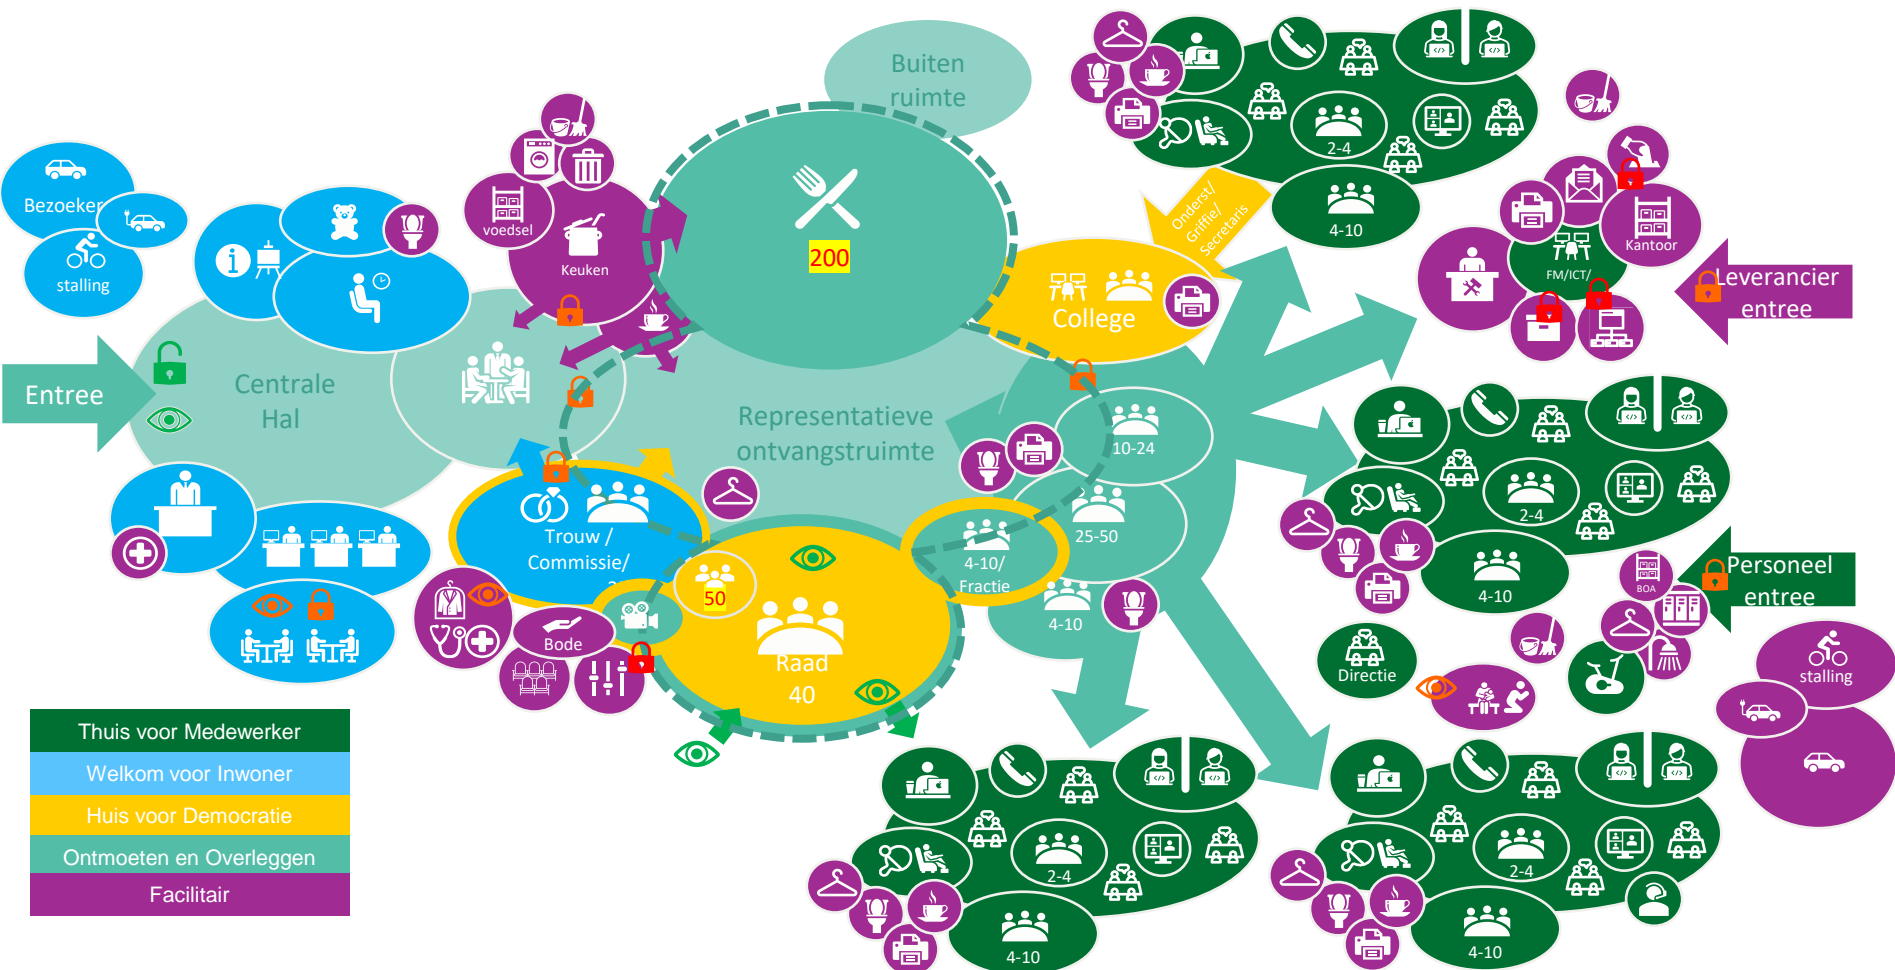 Buiten
ruimte
Bezoeker
stalling
voedsel
Keuken
200
Onderst/
Griffie/
Secretaris
2-4
4-10
College
Kantoor
FM/ICT/
Leverancier
entree
Entree
Centrale
Hal
Representatieve
ontvangstruimte
10-24
25-50
4-10/
Fractie
4-10
Trouw /
Commissie/
50
Bode
Raad
40
2-4
4-10
BOA
Personeel
entree
Directie
stalling
Thuis voor Medewerker
Welkom voor Inwoner
Huis voor Democratie
Ontmoeten en Overleggen
Facilitair
2-4
4-10
2-4
4-10